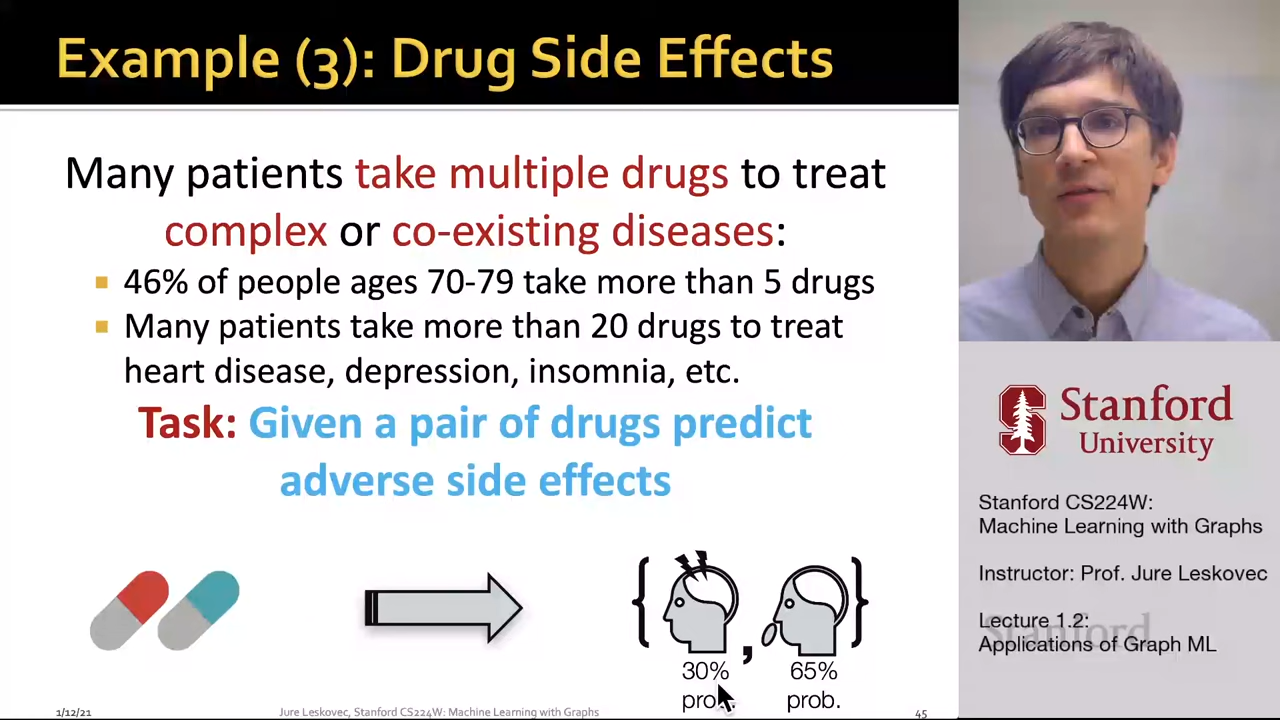 Example (3): Drug Side Effects
Many patients take multiple drugs to treat
complex or co-existing diseases:
46% of people ages 70-79 take more than 5 drugs
Many patients take more than 20 drugs to treat
heart disease, depression, insomnia, etc.
Task: Given a pair of drugs predict
adverse side effects
{ , }
30%
prob.
65%
prob.
1/12/21
Jure Leskovec, Stanford CS224W: Machine Learning with Graphs
45
S
Stanford
University
Stanford CS224W:
Machine Learning with Graphs
Instructor: Prof. Jure Leskovec
Lecture 1.2:
Stanford
Applications of Graph ML